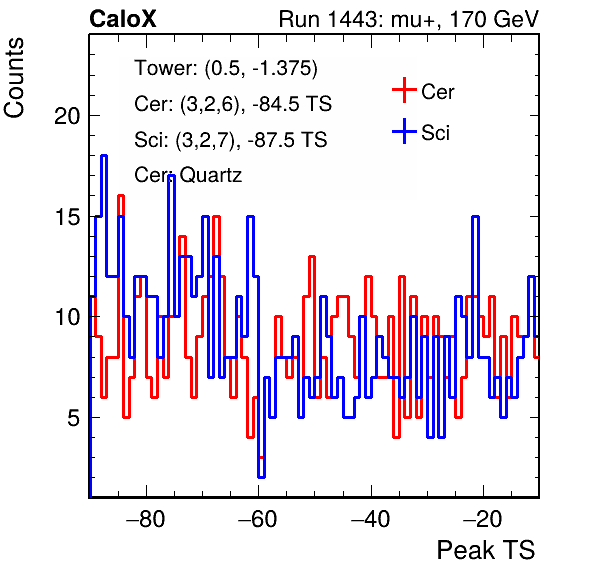 CaloX Run 1443: mu+, 170 GeV
Counts
Tower: (0.5, -1.375)
Cer: (3,2,6), -84.5 TS
Sci: (3,2,7), -87.5 TS
Cer: Quartz
Cer
Sci
20
15
10
5
−80 −60 −40 −20
Peak TS